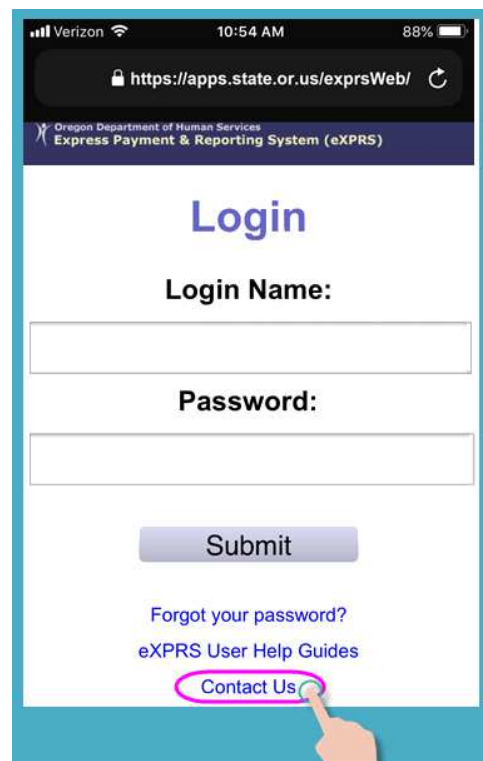 Verizon 10:54 AM 88%
https://apps.state.or.us/exprsWeb/
Oregon Department of Human Services
Express Payment & Reporting System (eXPRS)
Login
Login Name:
Password:
Submit
Forgot your password?
eXPRS User Help Guides
Contact Us